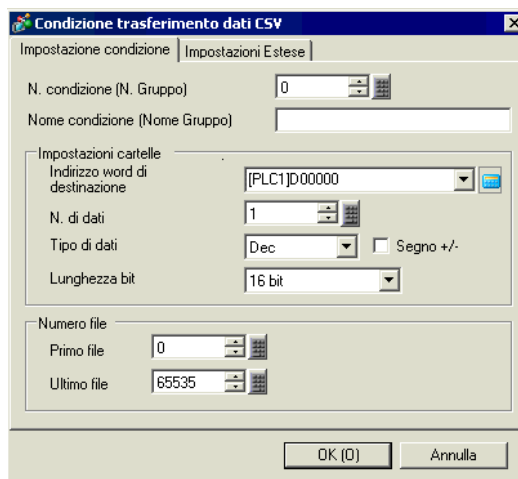 Condizione trasferimento dati CSV
Impostazione condizione Impostazioni Estese
N. condizione (N. Gruppo) 0
Nome condizione (Nome Gruppo)
Impostazioni cartelle
Indirizzo word di
destinazione [PLC1]D00000
N. di dati 1
Tipo di dati Dec Segno +/-
Lunghezza bit 16 bit
Numero file
Primo file 0
Ultimo file 65535
OK (O) Annulla